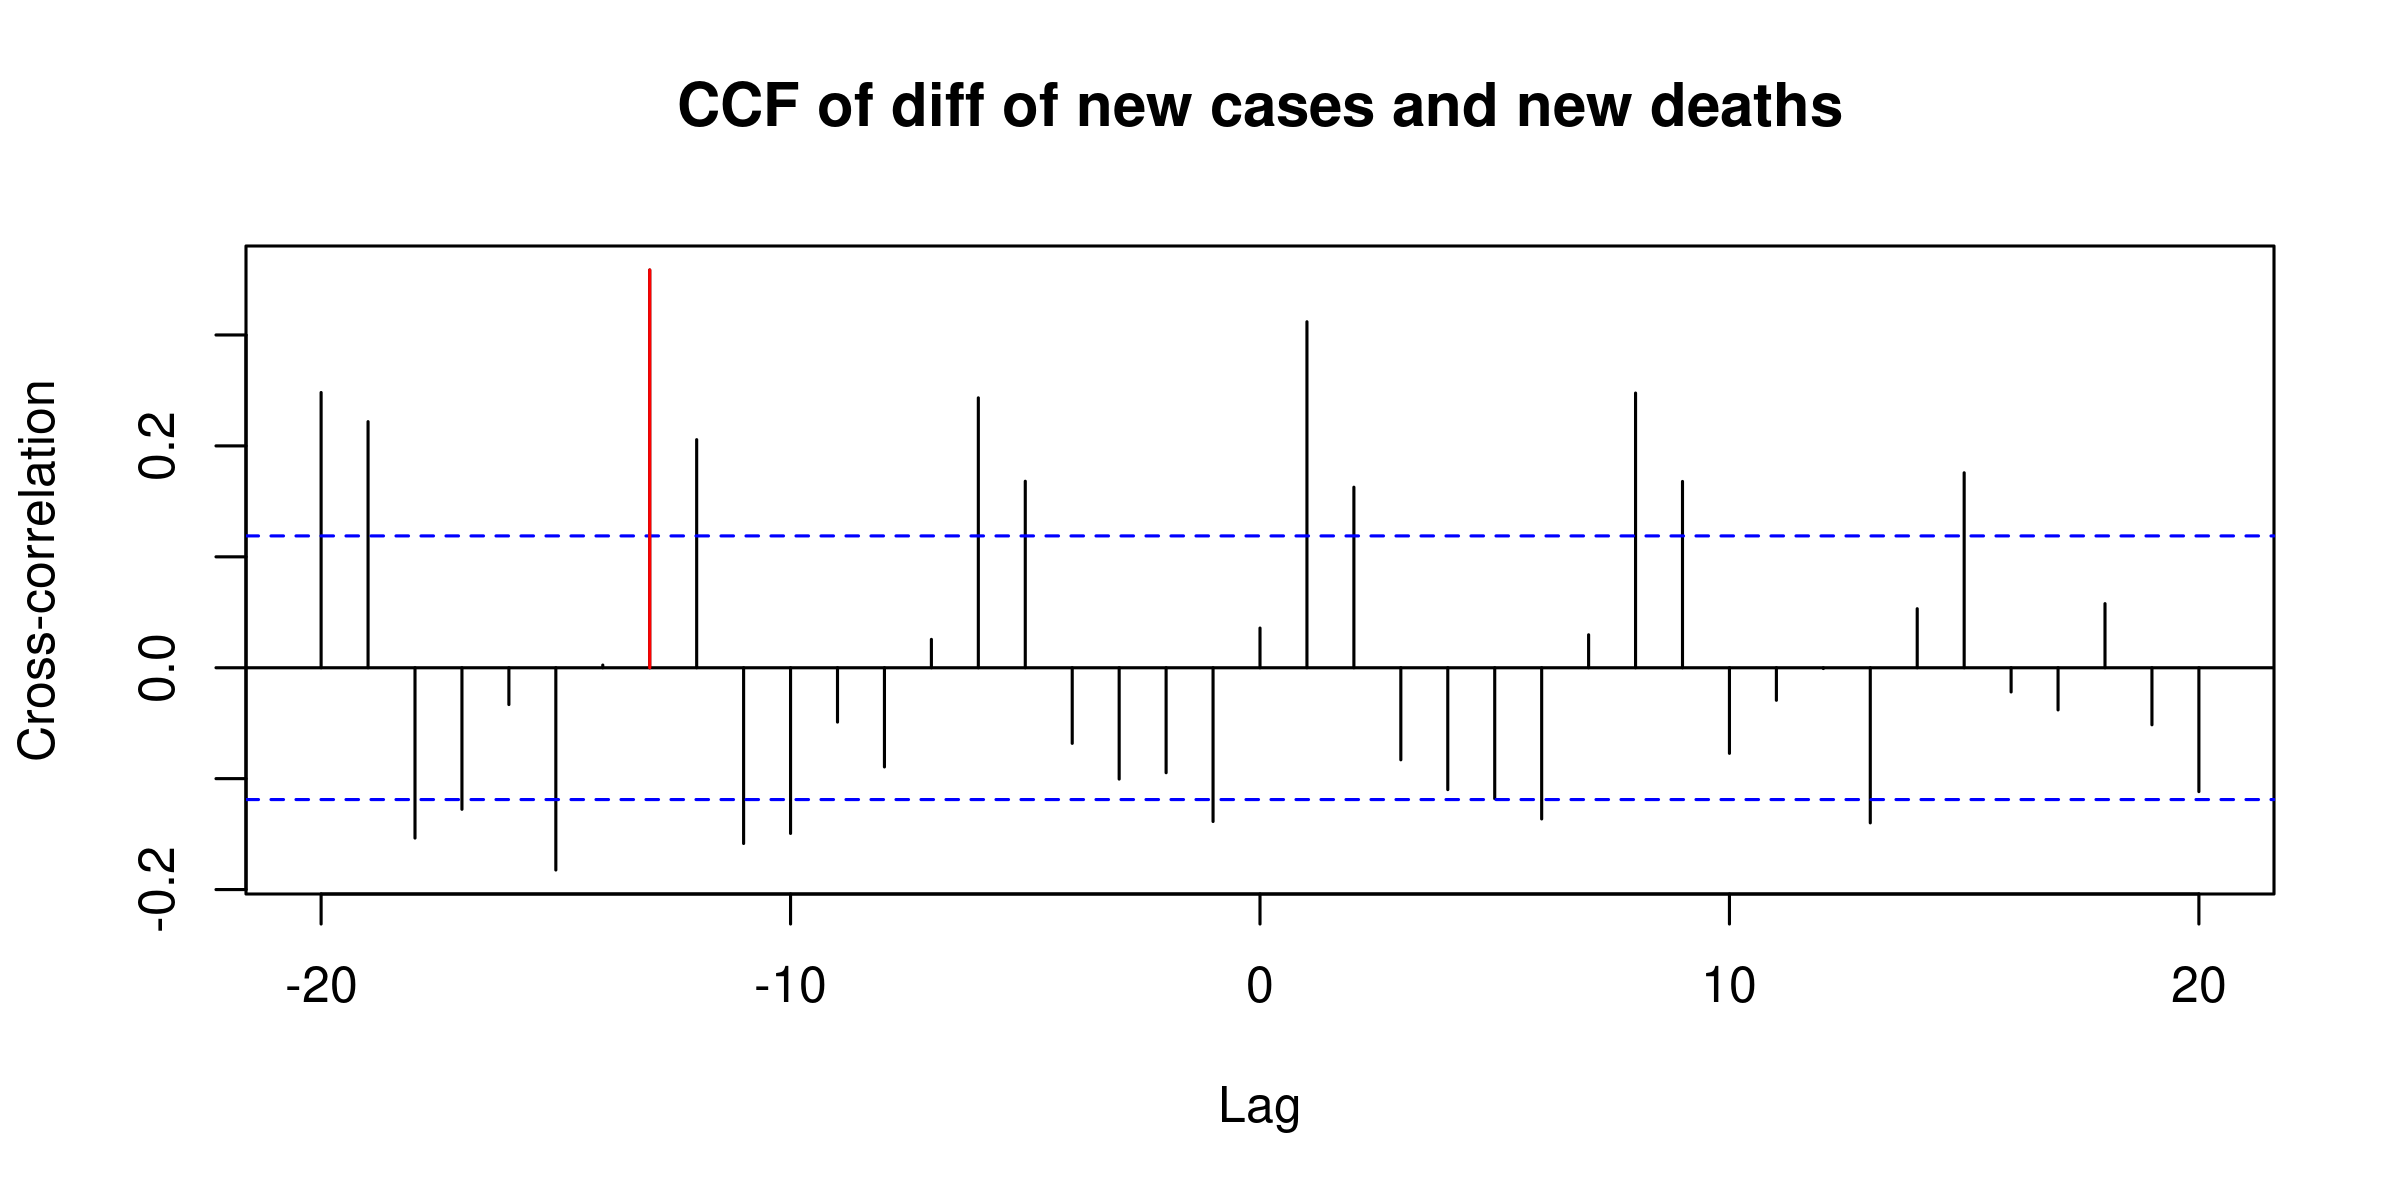 CCF of diff of new cases and new deaths
Cross-correlation
0.2
0.0
-0.2
-20 -10 0 10 20
Lag